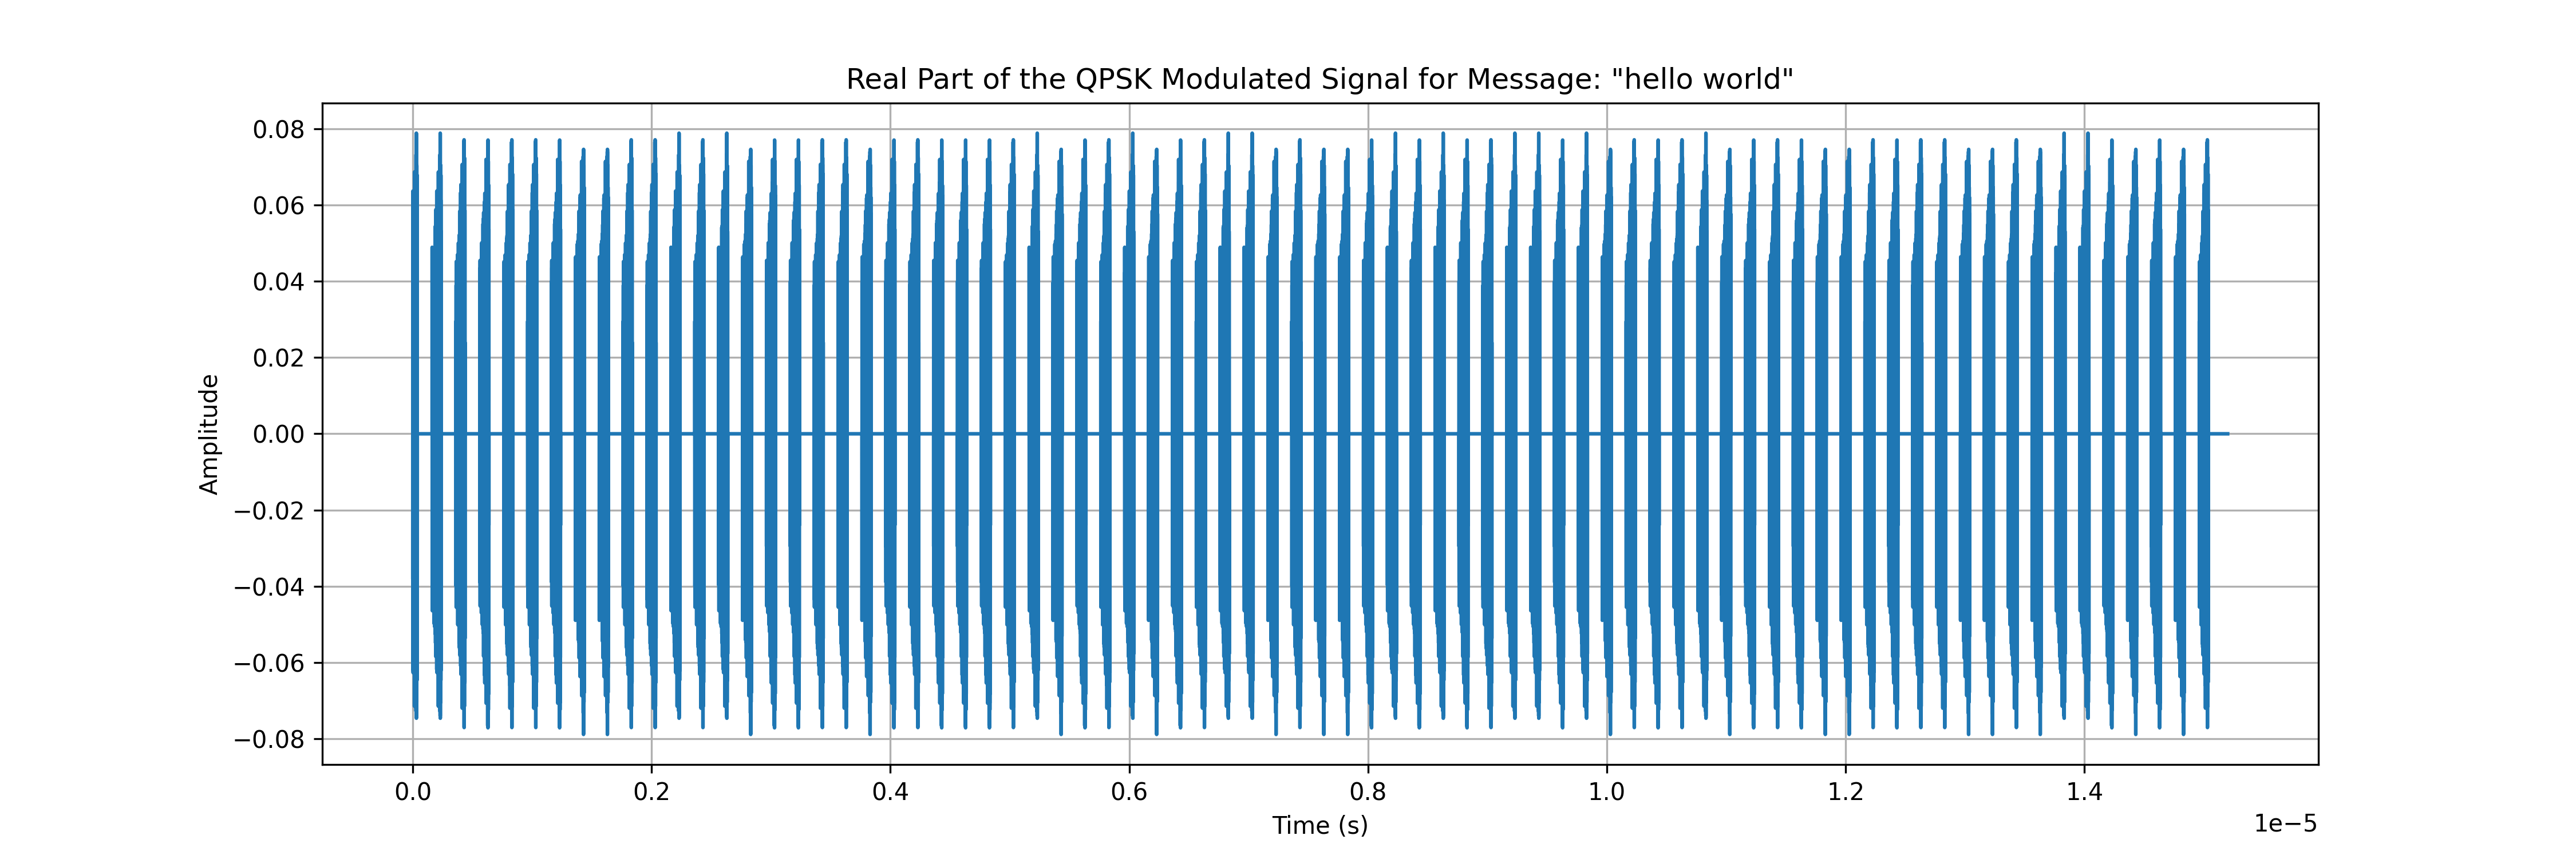 Real Part of the QPSK Modulated Signal for Message: "hello world"
0.08
0.06
0.04
0.02
0.00
−0.02
−0.04
−0.06
−0.08
Amplitude
0.0 0.2 0.4 0.6 0.8 1.0 1.2 1.4
Time (s)
1e−5